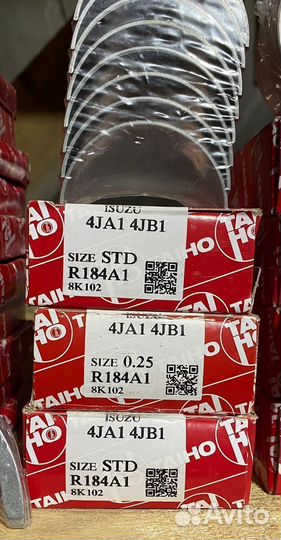 ISUZU
4JA1 4JB1
SIZE STD
R184A1
8K102
TAIHO
ISUZU
4JA1 4JB1
SIZE 0.25
R184A1
8K102
TAIHO
ISUZU
4JA1 4JB1
SIZE STD
R184A1
8K102
TAIHO
Avito